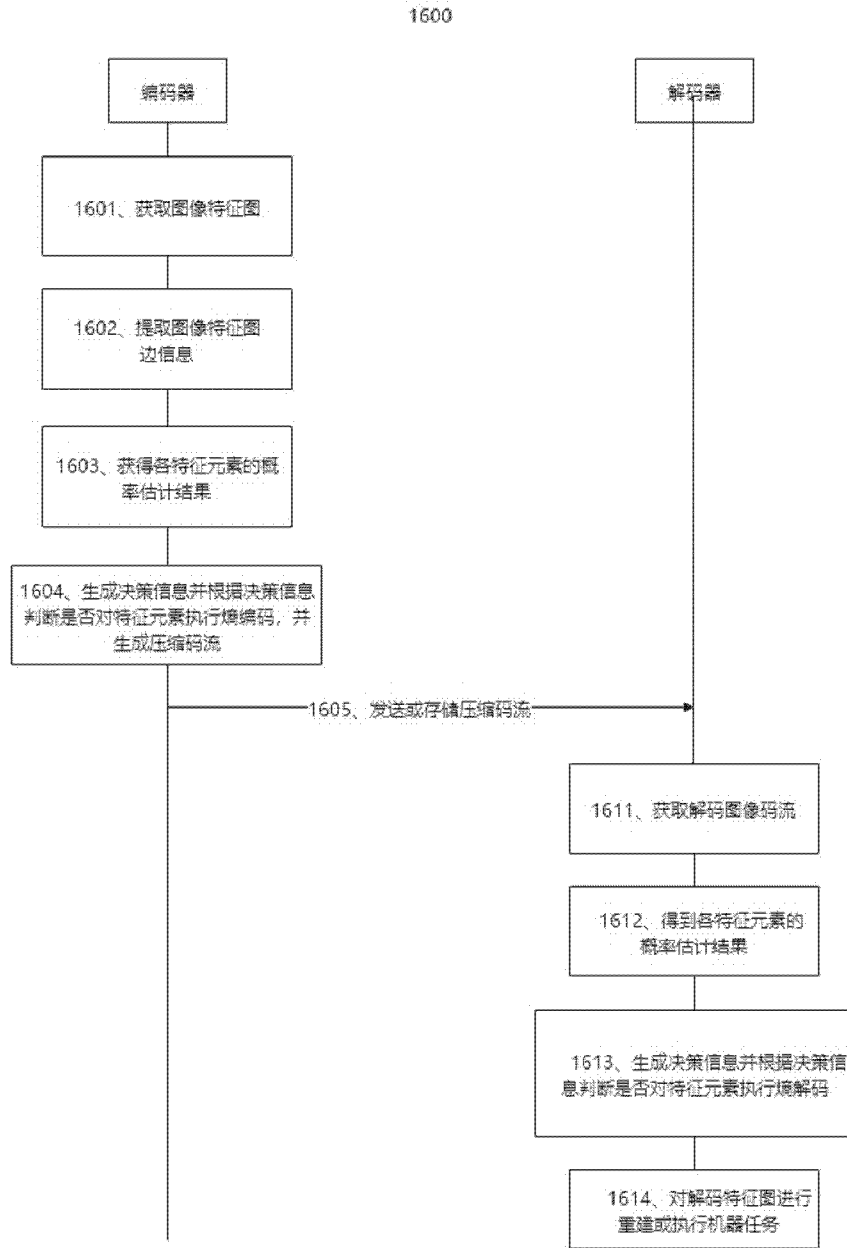 1600
编码器
解码器
1601、获取图像特征图
1602、提取图像特征图
边信息
1603、获得各特征元素的概
率估计结果
1604、生成决策信息并根据决策信息
判断是否对特征元素执行熵编码，并
生成压缩码流
1605、发送或存储压缩码流
1611、获取解码图像码流
1612、得到各特征元素的
概率估计结果
1613、生成决策信息并根据决策信
息判断是否对特征元素执行熵解码
1614、对解码特征图进行
重建或执行机器任务